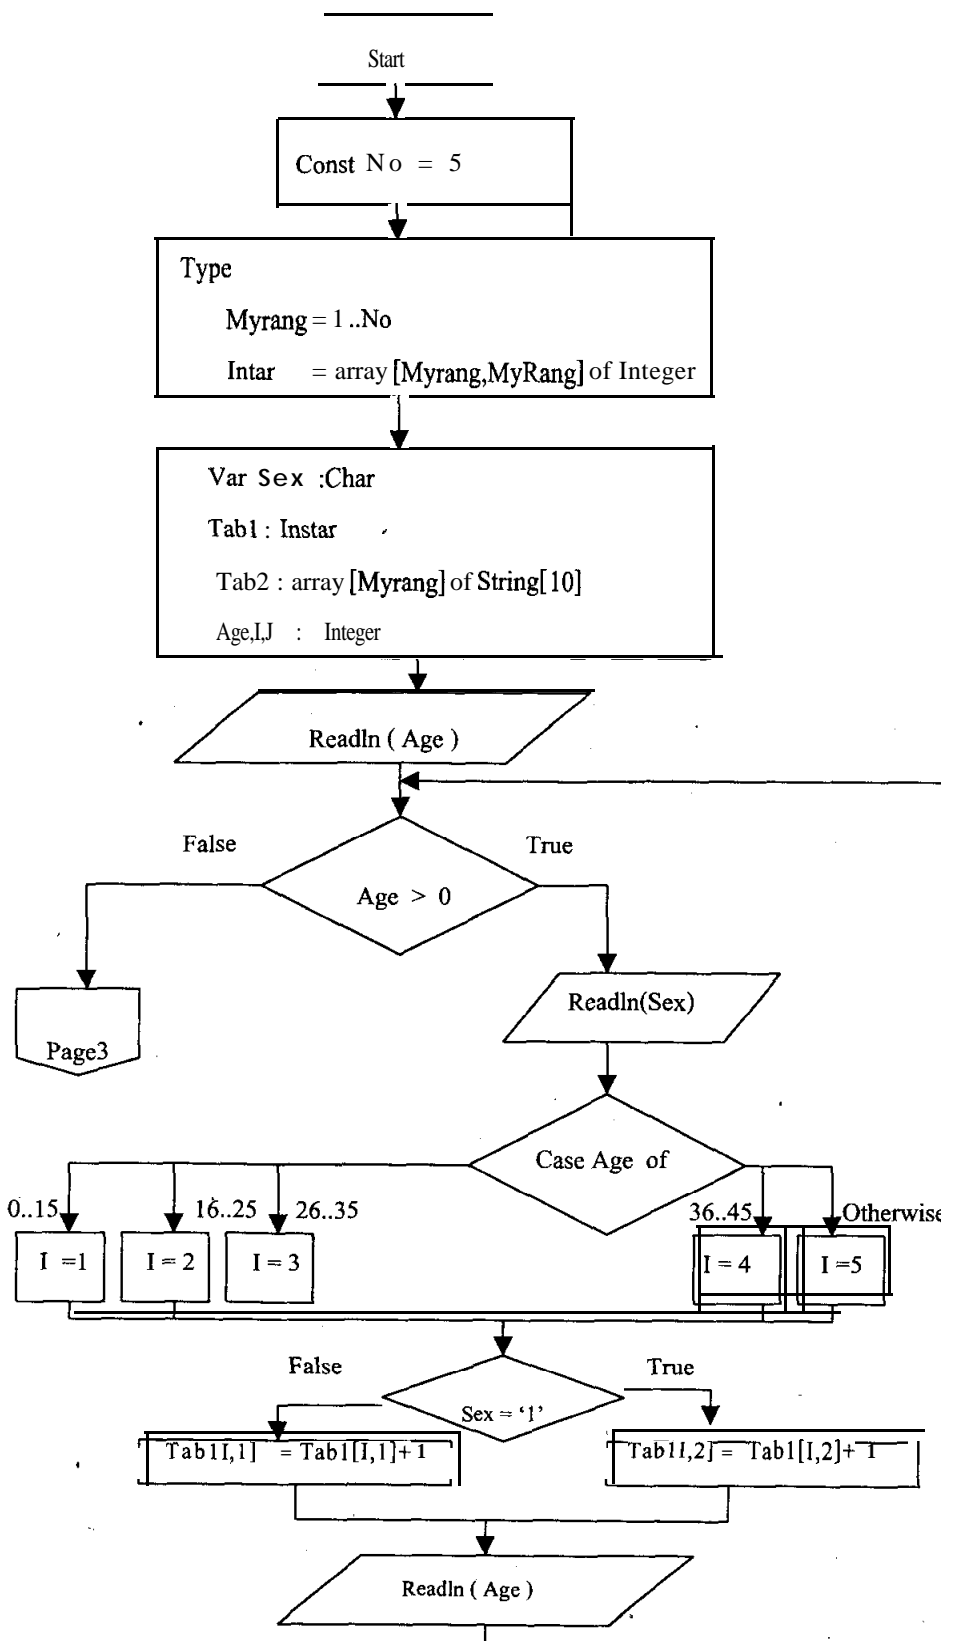 Start
Const No = 5
Type
Myrang = 1..No
Intar = array [Myrang,MyRang] of Integer
Var Sex :Char
Tab1 : Instar
Tab2 : array [Myrang] of String[10]
Age,I,J : Integer
Readln ( Age )
False True
Age > 0
Readln(Sex)
Page3
Case Age of
0..15 16..25 26..35 36..45 Otherwise
I =1 I = 2 I = 3 I = 4 I =5
False True
Sex = ‘1’
Tab1I,1] = Tab1[I,1]+1 Tab1I,2] = Tab1[I,2]+ 1
Readln ( Age )